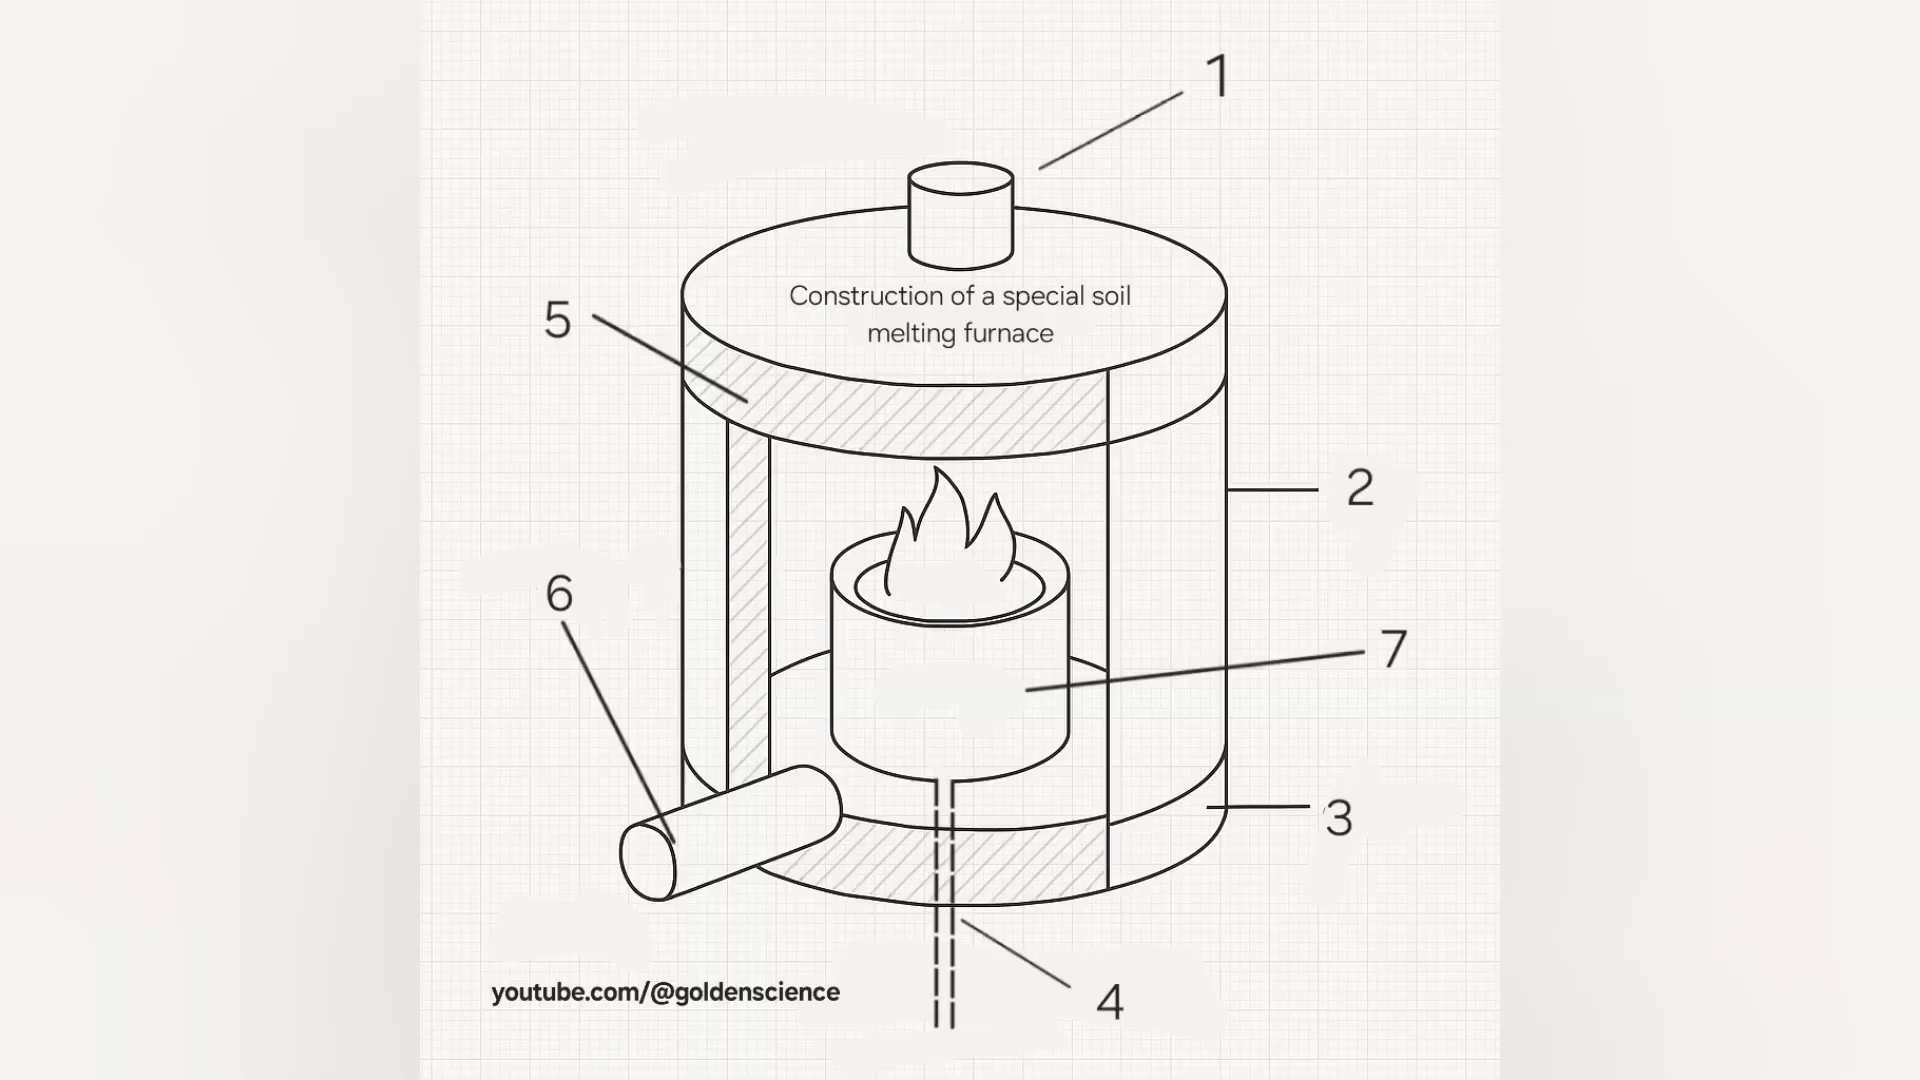 1
Construction of a special soil
melting furnace
5
2
6
7
3
youtube.com/@goldenscience
4